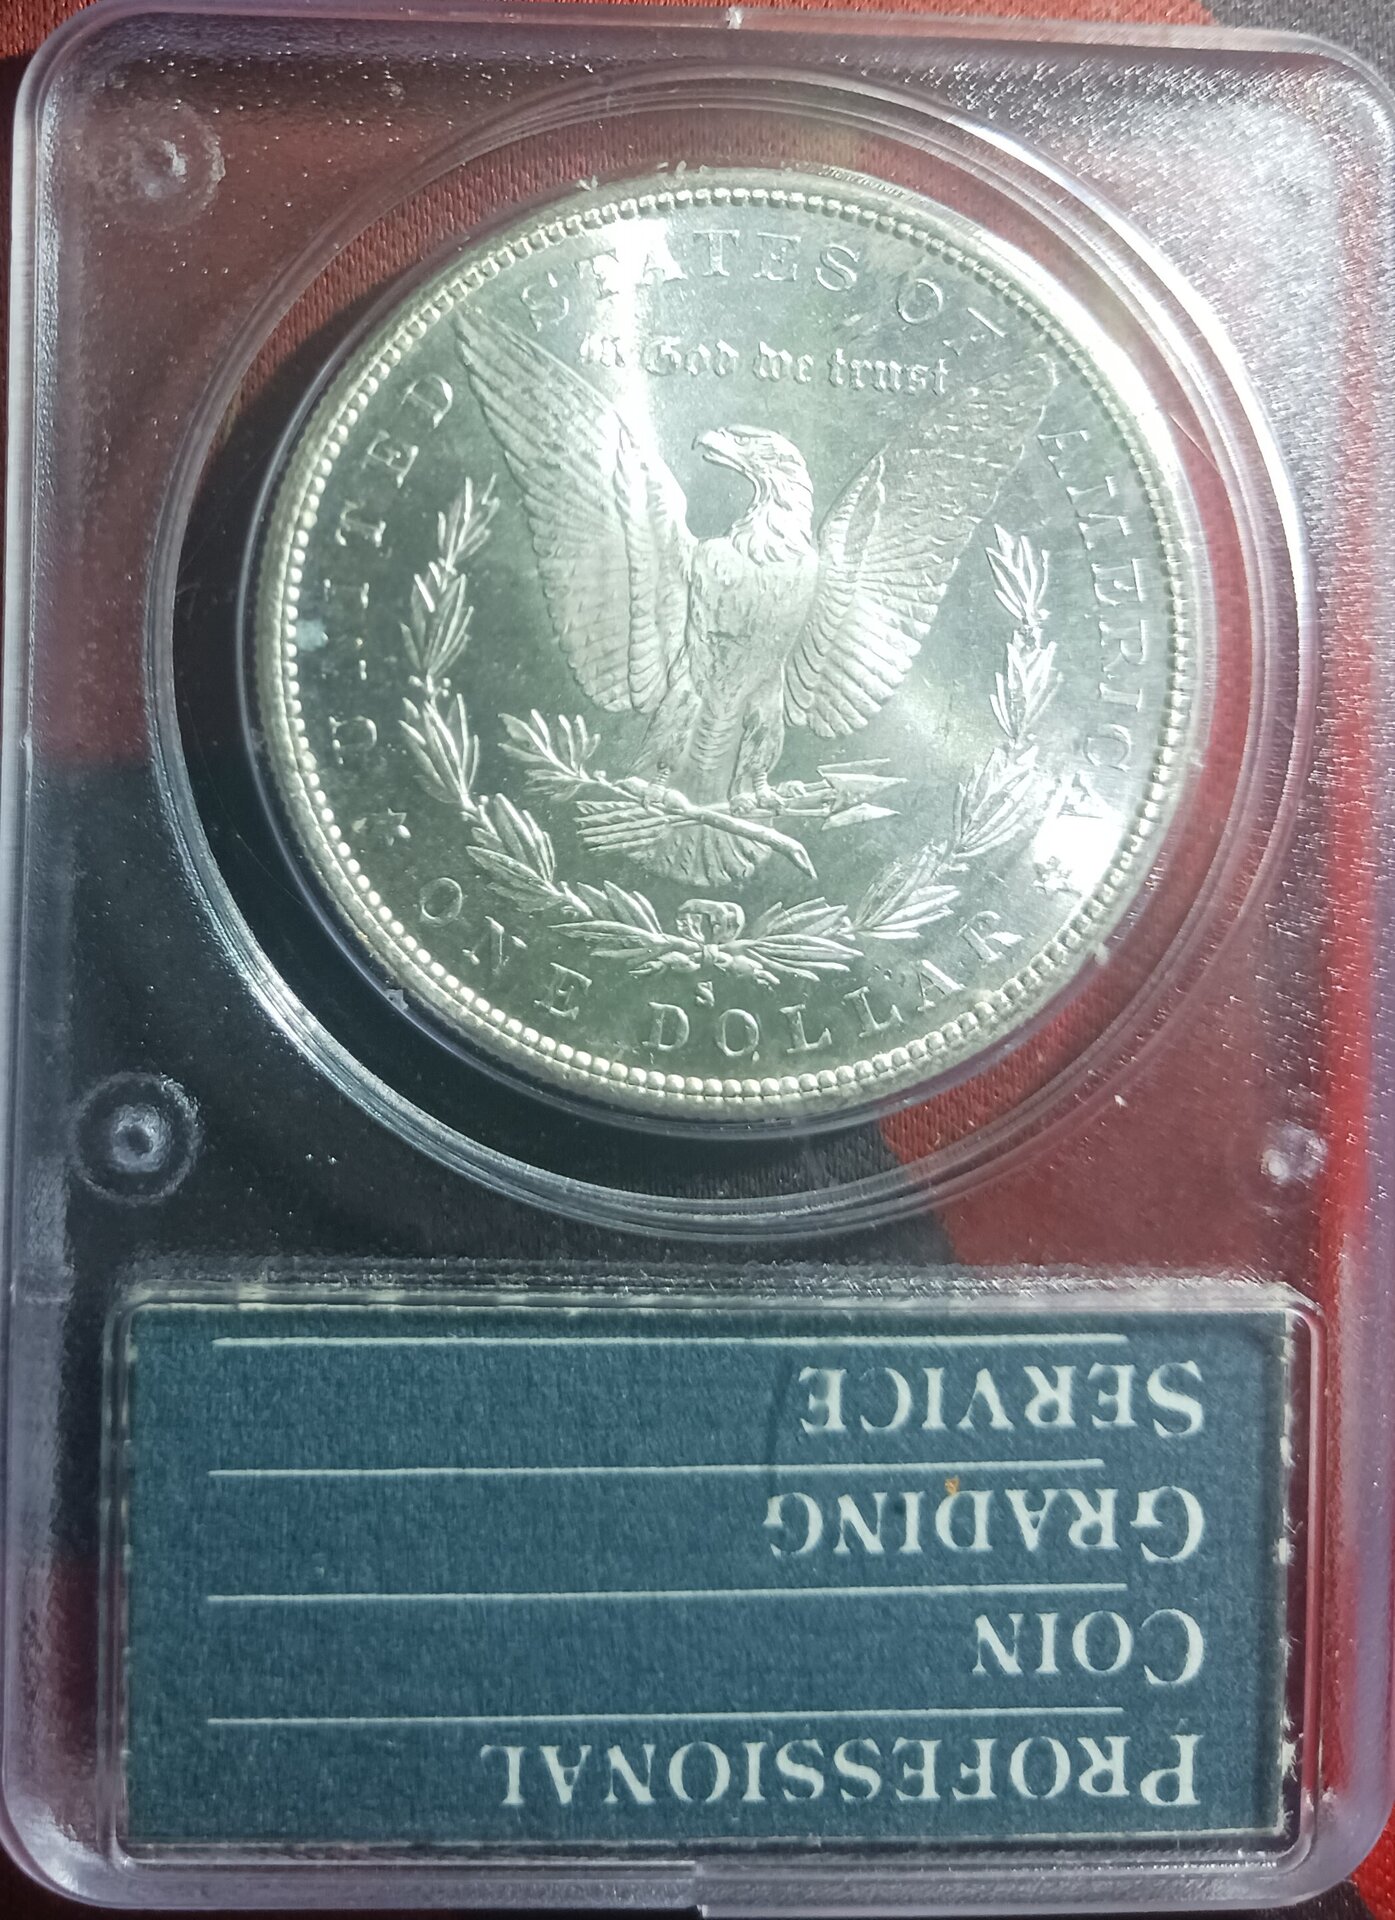 UNITED STATES OF AMERICA
In God we trust
S
ONE DOLLAR
PROFESSIONAL
COIN
GRADING
SERVICE